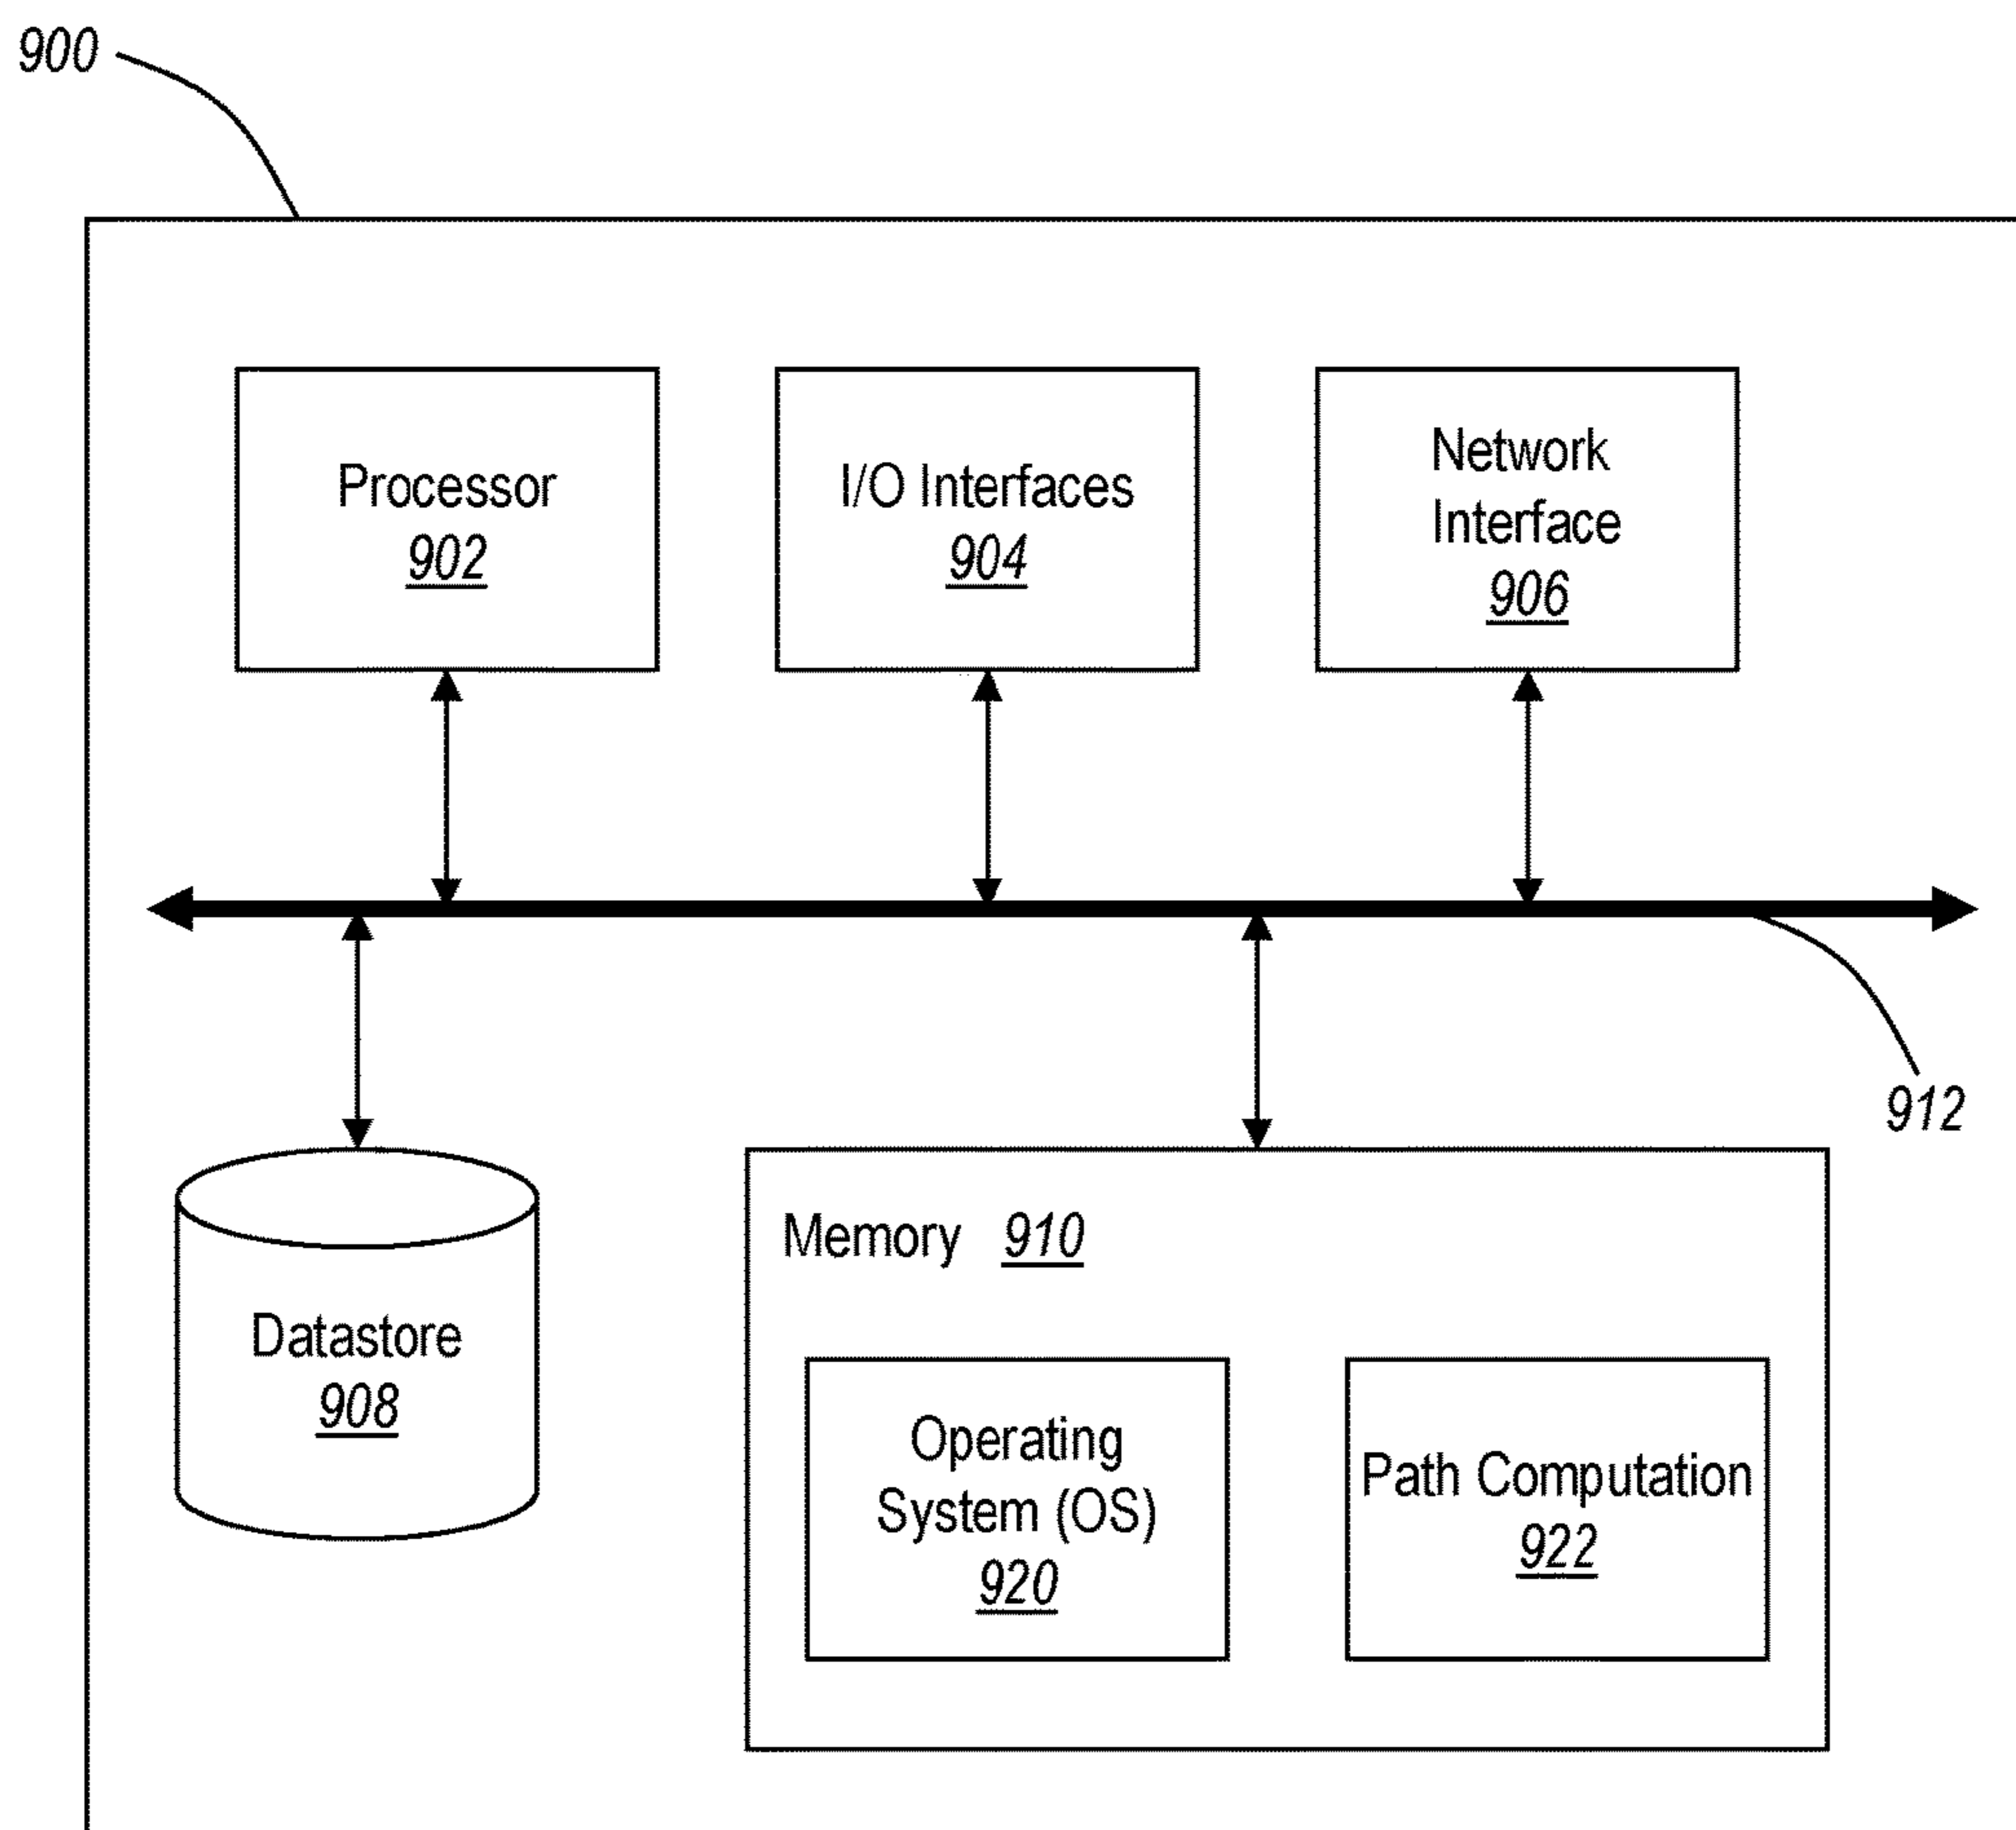 900
Processor
902
I/O Interfaces
904
Network
Interface
906
912
Datastore
908
Memory 910
Operating
System (OS)
920
Path Computation
922